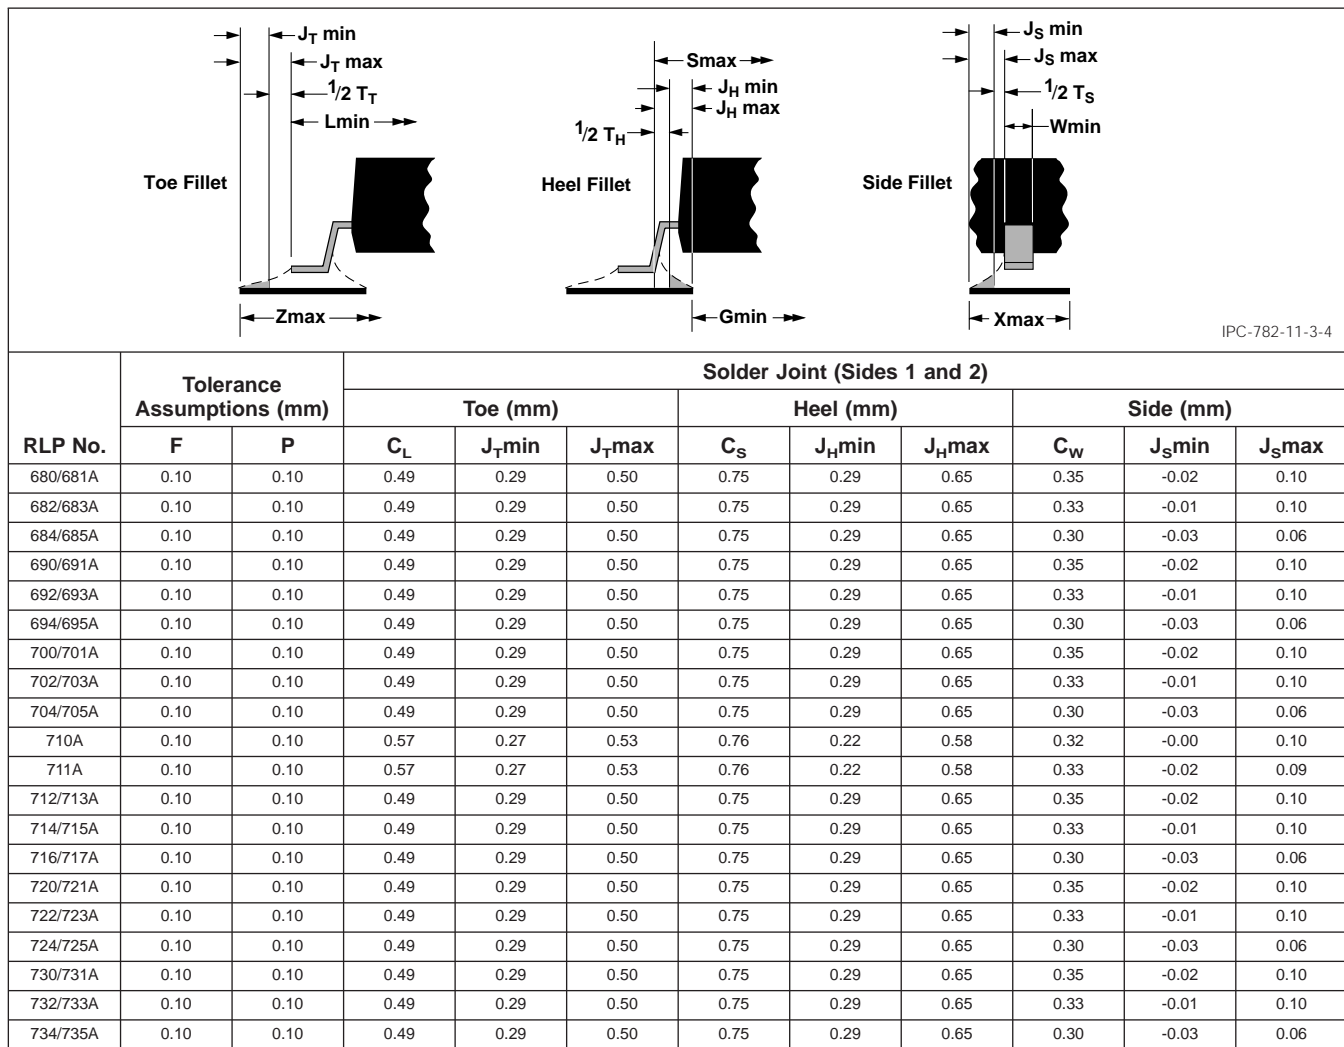 J_T min
J_T max
1/2 T_T
Lmin
Toe Fillet
Zmax
Smax
J_H min
J_H max
1/2 T_H
Heel Fillet
Gmin
J_S min
J_S max
1/2 T_S
Wmin
Side Fillet
Xmax
IPC-782-11-3-4
RLP No. Tolerance Assumptions (mm) Solder Joint (Sides 1 and 2)
Toe (mm) Heel (mm) Side (mm)
F P C_L J_Tmin J_Tmax C_S J_Hmin J_Hmax C_W J_Smin J_Smax
680/681A 0.10 0.10 0.49 0.29 0.50 0.75 0.29 0.65 0.35 -0.02 0.10
682/683A 0.10 0.10 0.49 0.29 0.50 0.75 0.29 0.65 0.33 -0.01 0.10
684/685A 0.10 0.10 0.49 0.29 0.50 0.75 0.29 0.65 0.30 -0.03 0.06
690/691A 0.10 0.10 0.49 0.29 0.50 0.75 0.29 0.65 0.35 -0.02 0.10
692/693A 0.10 0.10 0.49 0.29 0.50 0.75 0.29 0.65 0.33 -0.01 0.10
694/695A 0.10 0.10 0.49 0.29 0.50 0.75 0.29 0.65 0.30 -0.03 0.06
700/701A 0.10 0.10 0.49 0.29 0.50 0.75 0.29 0.65 0.35 -0.02 0.10
702/703A 0.10 0.10 0.49 0.29 0.50 0.75 0.29 0.65 0.33 -0.01 0.10
704/705A 0.10 0.10 0.49 0.29 0.50 0.75 0.29 0.65 0.30 -0.03 0.06
710A 0.10 0.10 0.57 0.27 0.53 0.76 0.22 0.58 0.32 -0.00 0.10
711A 0.10 0.10 0.57 0.27 0.53 0.76 0.22 0.58 0.33 -0.02 0.09
712/713A 0.10 0.10 0.49 0.29 0.50 0.75 0.29 0.65 0.35 -0.02 0.10
714/715A 0.10 0.10 0.49 0.29 0.50 0.75 0.29 0.65 0.33 -0.01 0.10
716/717A 0.10 0.10 0.49 0.29 0.50 0.75 0.29 0.65 0.30 -0.03 0.06
720/721A 0.10 0.10 0.49 0.29 0.50 0.75 0.29 0.65 0.35 -0.02 0.10
722/723A 0.10 0.10 0.49 0.29 0.50 0.75 0.29 0.65 0.33 -0.01 0.10
724/725A 0.10 0.10 0.49 0.29 0.50 0.75 0.29 0.65 0.30 -0.03 0.06
730/731A 0.10 0.10 0.49 0.29 0.50 0.75 0.29 0.65 0.35 -0.02 0.10
732/733A 0.10 0.10 0.49 0.29 0.50 0.75 0.29 0.65 0.33 -0.01 0.10
734/735A 0.10 0.10 0.49 0.29 0.50 0.75 0.29 0.65 0.30 -0.03 0.06